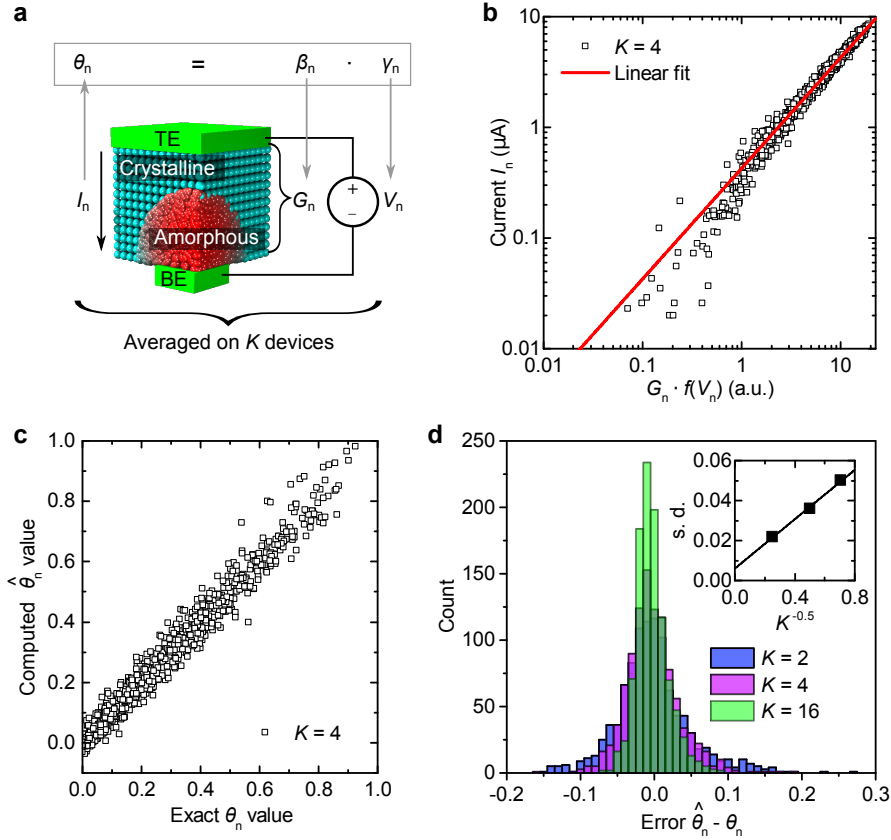 a
θn = βn · γn
TE
Crystalline
In
Gn
+
−
Vn
Amorphous
BE
Averaged on K devices
b
10
1
0.1
0.01
Current In (µA)
K = 4
Linear fit
0.01 0.1 1 10
Gn · f(Vn) (a.u.)
c
1.0
0.8
0.6
0.4
0.2
0.0
Computed θ̂n value
K = 4
0.0 0.2 0.4 0.6 0.8 1.0
Exact θn value
d
250
200
150
100
50
0
Count
0.06
0.04
0.02
0.00
s. d.
0.0 0.4 0.8
K-0.5
K = 2
K = 4
K = 16
-0.2 -0.1 0.0 0.1 0.2 0.3
Error θ̂n - θn